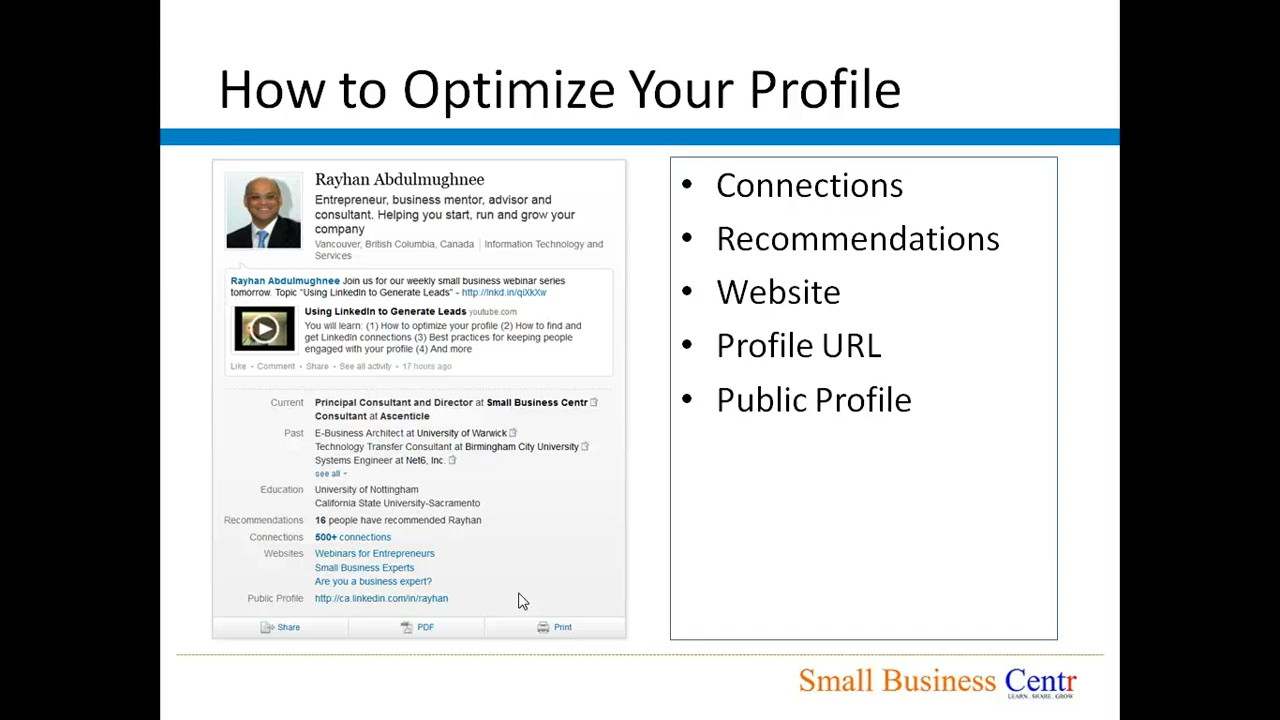 How to Optimize Your Profile
Rayhan Abdulmughnee
Entrepreneur, business mentor, advisor and
consultant. Helping you start, run and grow your
company
Vancouver, British Columbia, Canada | Information Technology and
Services
Rayhan Abdulmughnee Join us for our weekly small business webinar series
tomorrow. Topic "Using LinkedIn to Generate Leads" - http://lnkd.in/qiXkXw
Using LinkedIn to Generate Leads youtube.com
You will learn: (1) How to optimize your profile (2) How to find and
get LinkedIn connections (3) Best practices for keeping people
engaged with your profile (4) And more
Like • Comment • Share • See all activity • 17 hours ago
Current Principal Consultant and Director at Small Business Centr
Consultant at Ascenticle
Past E-Business Architect at University of Warwick
Technology Transfer Consultant at Birmingham City University
Systems Engineer at Net6, Inc.
see all
Education University of Nottingham
California State University-Sacramento
Recommendations 16 people have recommended Rayhan
Connections 500+ connections
Websites Webinars for Entrepreneurs
Small Business Experts
Are you a business expert?
Public Profile http://ca.linkedin.com/in/rayhan
Share PDF Print
• Connections
• Recommendations
• Website
• Profile URL
• Public Profile
Small Business Centr
LEARN . SHARE . GROW